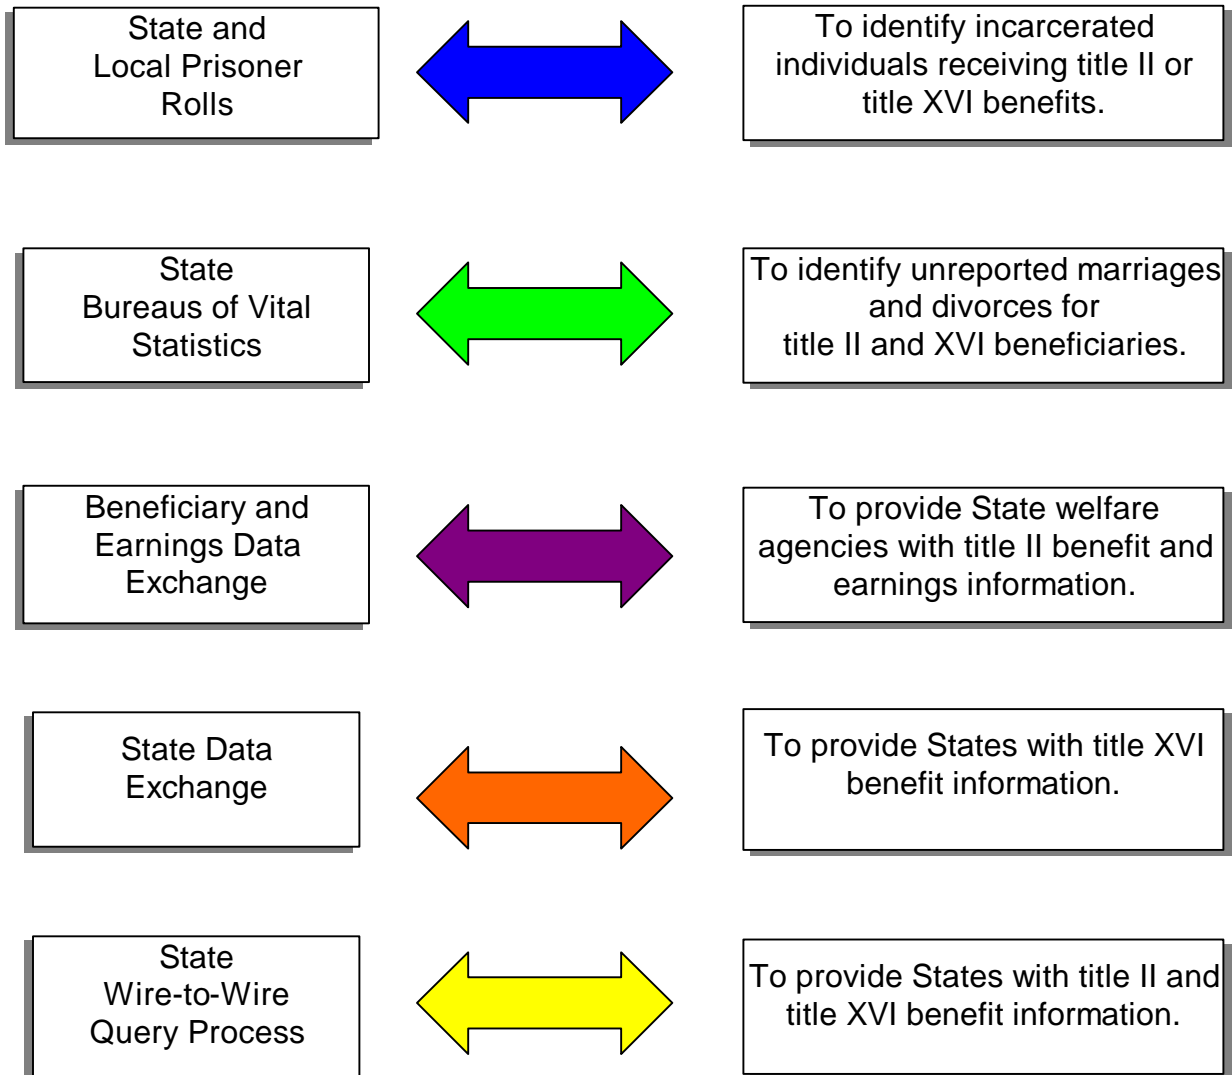 State and
Local Prisoner
Rolls
To identify incarcerated
individuals receiving title II or
title XVI benefits.
State
Bureaus of Vital
Statistics
To identify unreported marriages
and divorces for
title II and XVI beneficiaries.
Beneficiary and
Earnings Data
Exchange
To provide State welfare
agencies with title II benefit and
earnings information.
State Data
Exchange
To provide States with title XVI
benefit information.
State
Wire-to-Wire
Query Process
To provide States with title II and
title XVI benefit information.